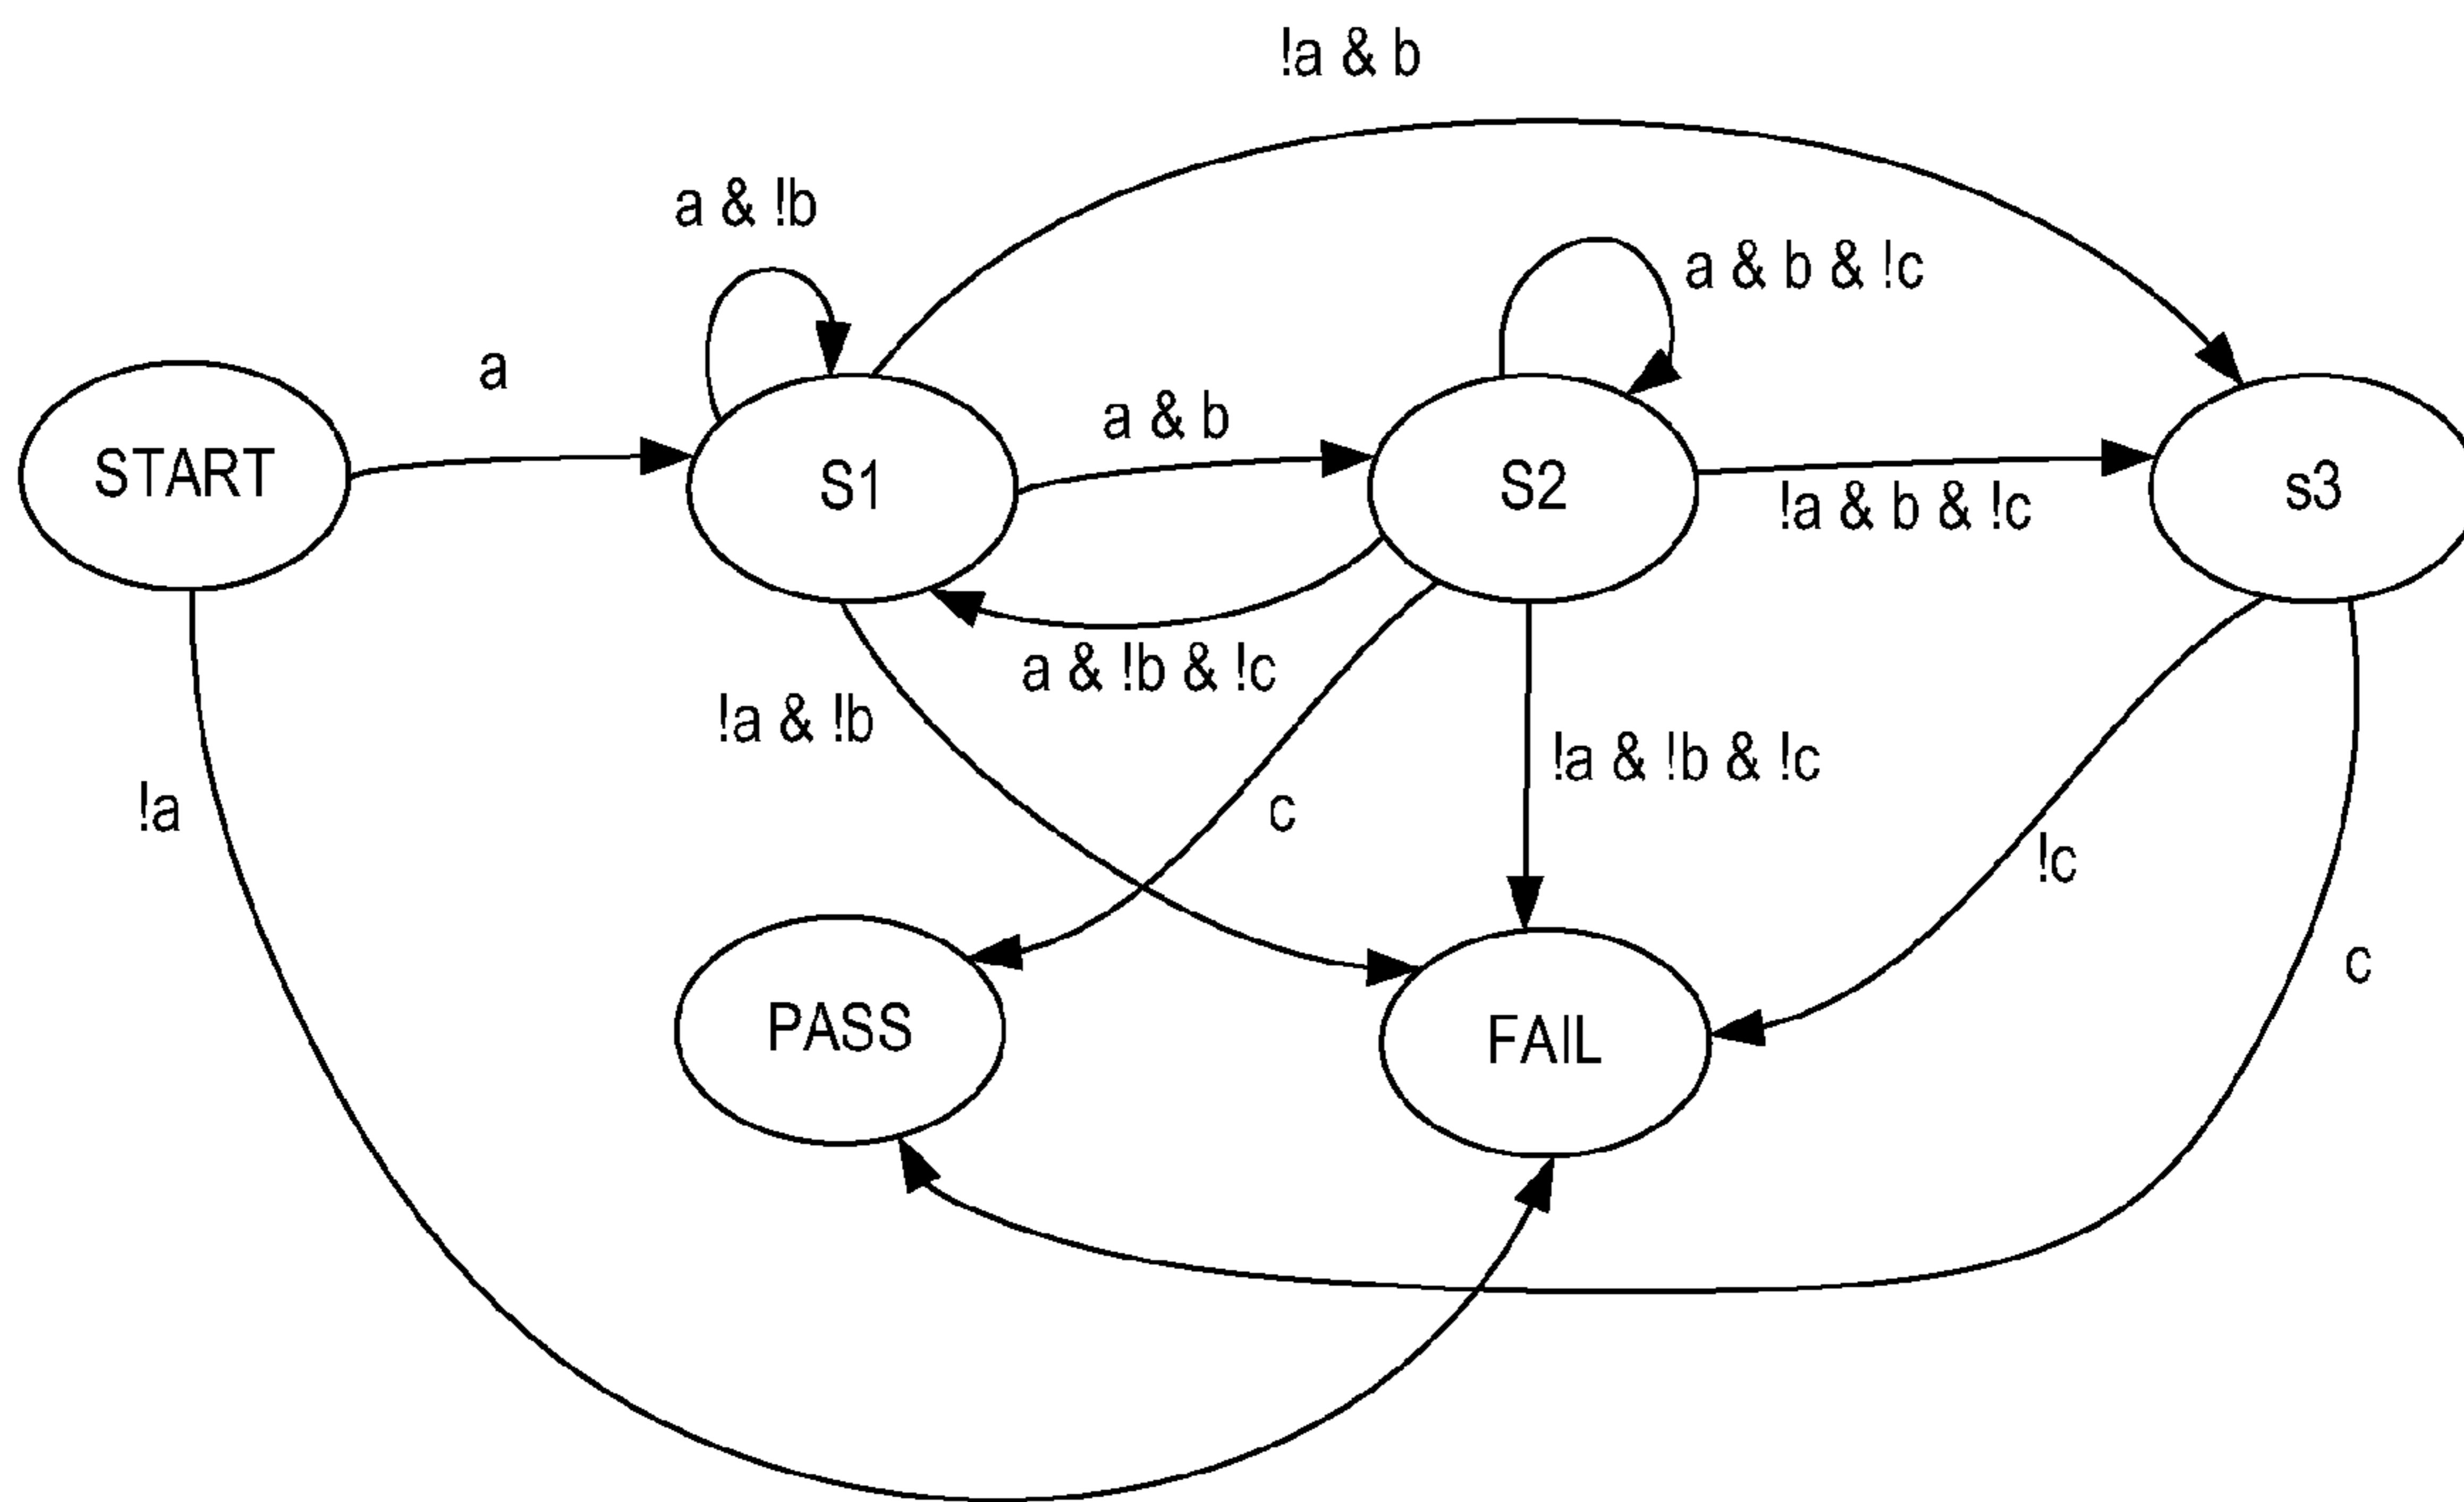 !a & b
a & !b
a & b & !c
a
a & b
START
S1
S2
s3
!a & b & !c
a & !b & !c
!a & !b
!a & !b & !c
!a
c
!c
c
PASS
FAIL